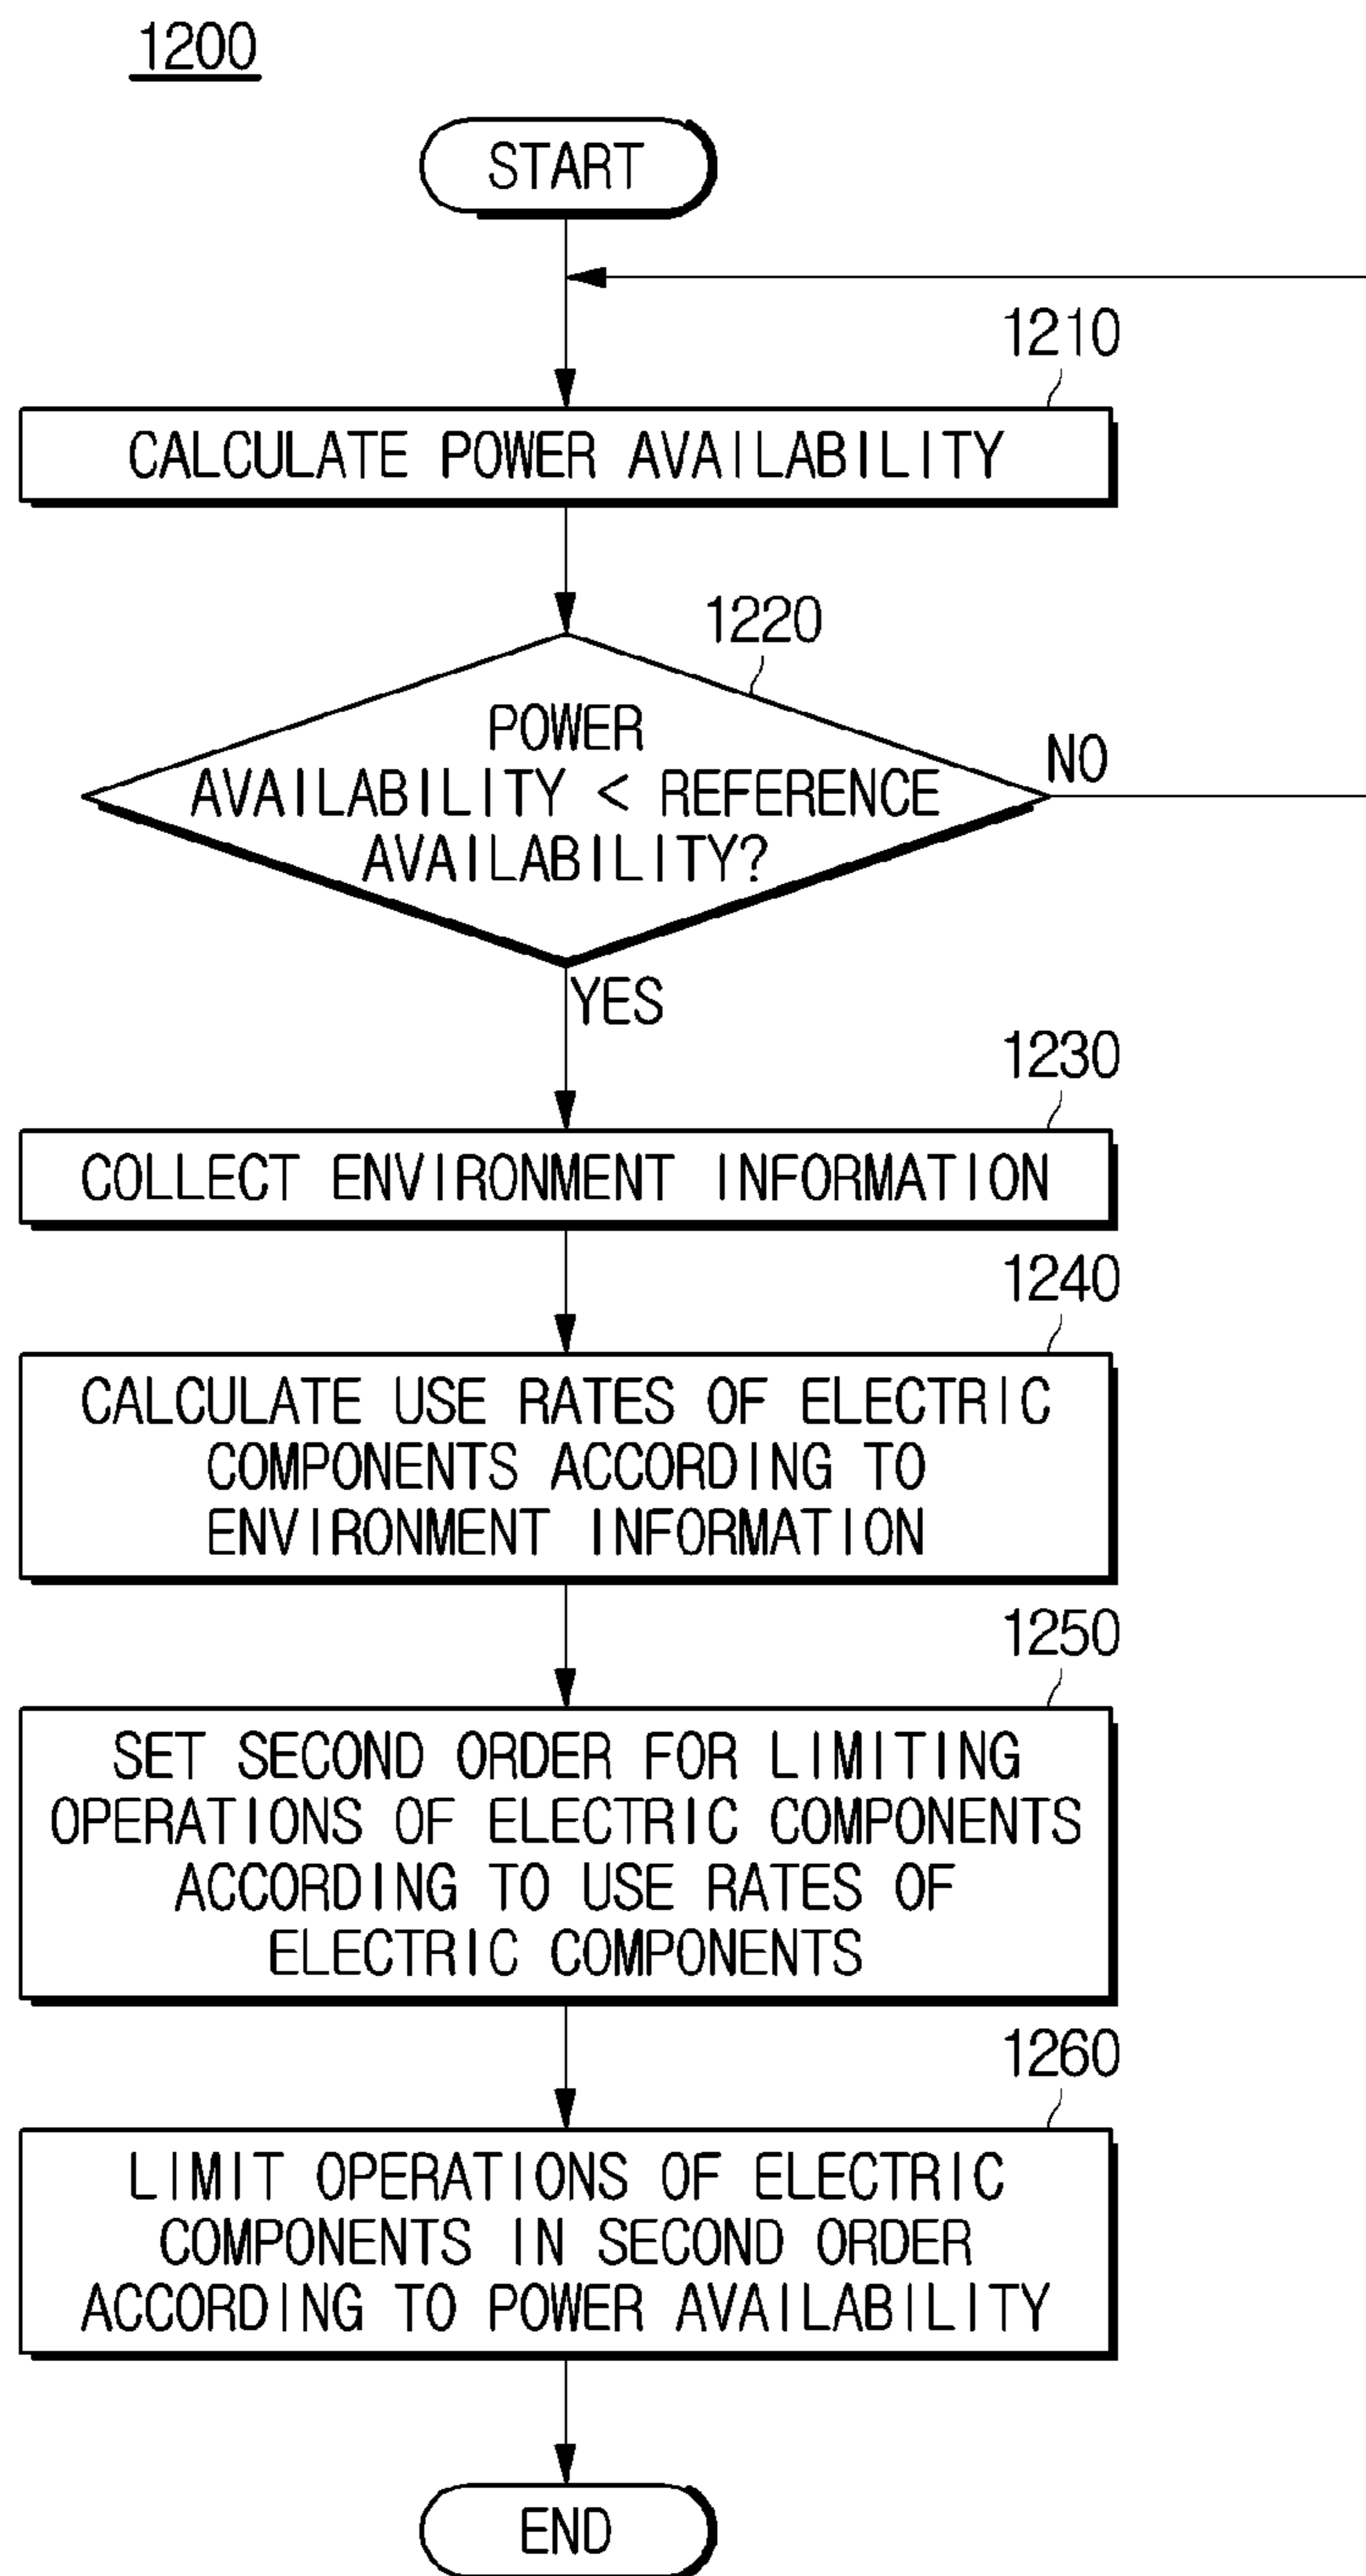 1200
START
1210
CALCULATE POWER AVAILABILITY
1220
POWER
AVAILABILITY < REFERENCE
AVAILABILITY?
NO
YES
1230
COLLECT ENVIRONMENT INFORMATION
1240
CALCULATE USE RATES OF ELECTRIC
COMPONENTS ACCORDING TO
ENVIRONMENT INFORMATION
1250
SET SECOND ORDER FOR LIMITING
OPERATIONS OF ELECTRIC COMPONENTS
ACCORDING TO USE RATES OF
ELECTRIC COMPONENTS
1260
LIMIT OPERATIONS OF ELECTRIC
COMPONENTS IN SECOND ORDER
ACCORDING TO POWER AVAILABILITY
END